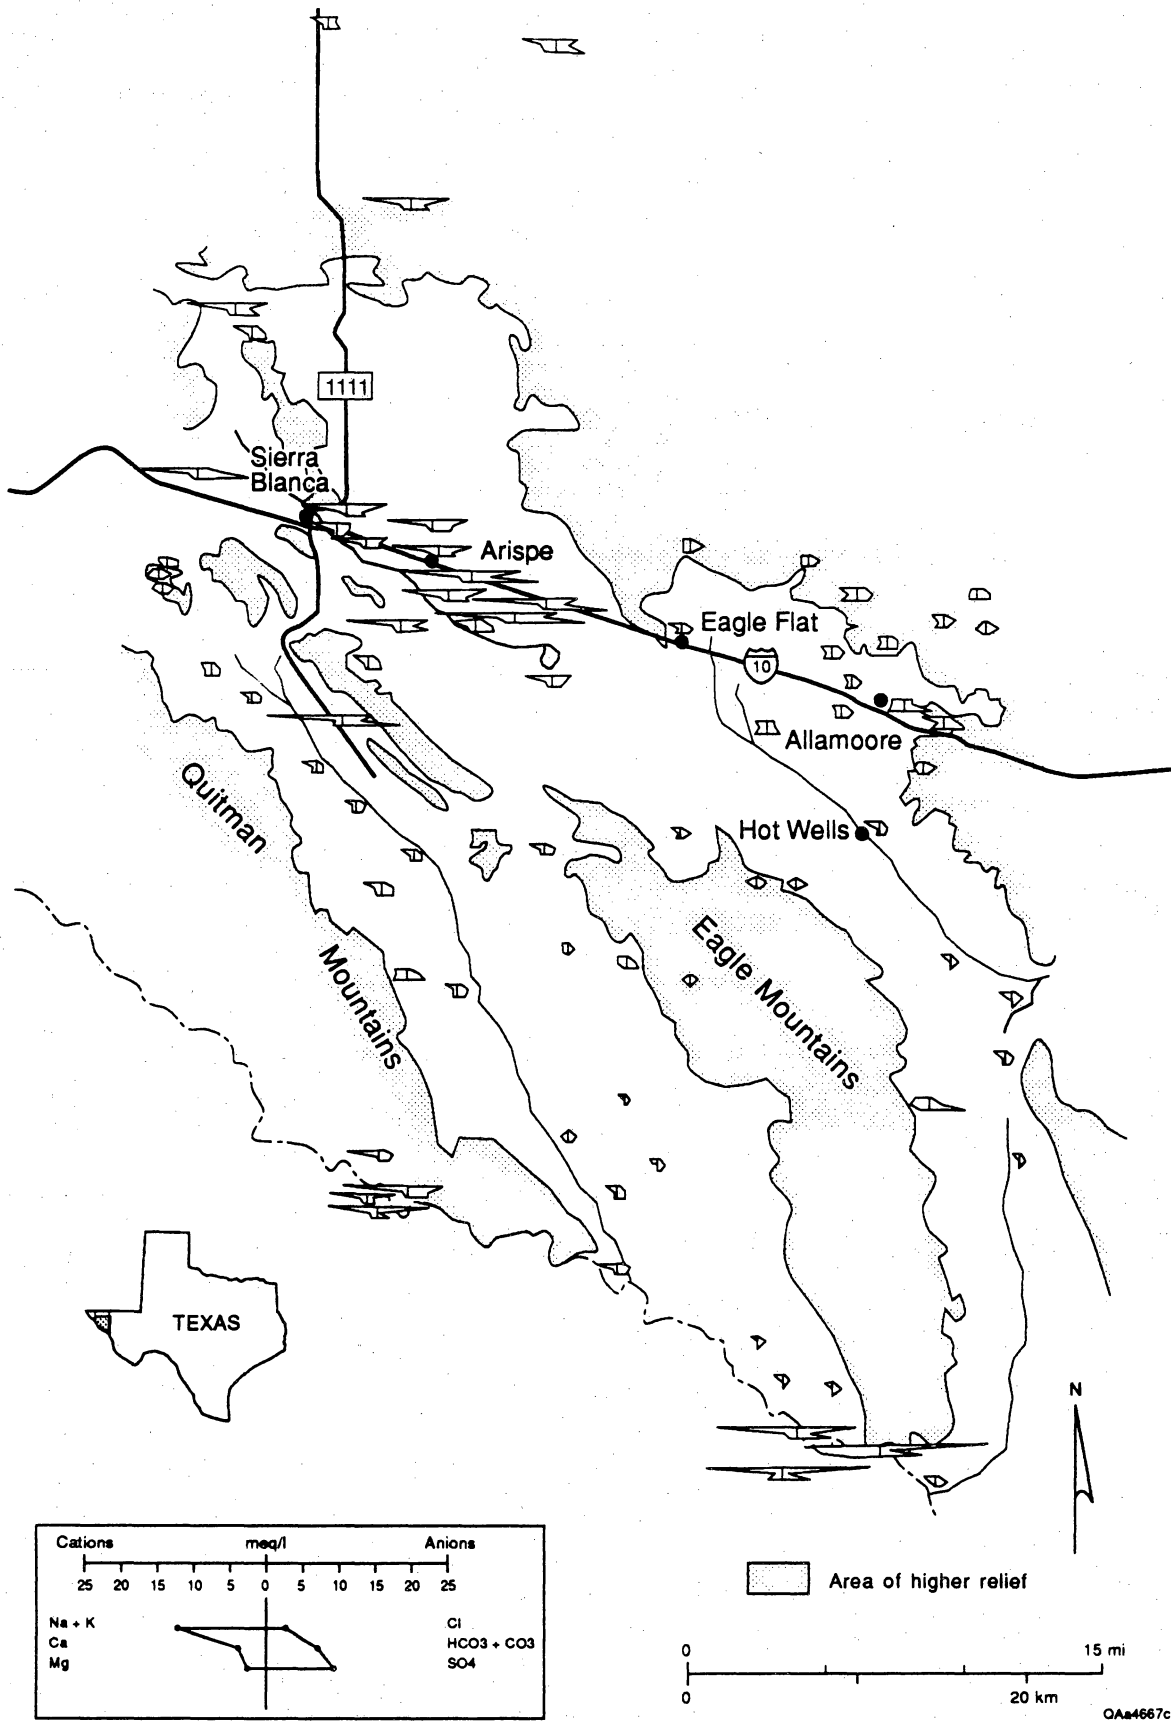 1111
Sierra
Blanca
Arispe
Eagle Flat
10
Allamoore
Hot Wells
Quitman
Mountains
Eagle Mountains
TEXAS
N
Cations meq/l Anions
25 20 15 10 5 0 5 10 15 20 25
Na + K Cl
Ca HCO3 + CO3
Mg SO4
Area of higher relief
0 15 mi
0 20 km
QAa4667c